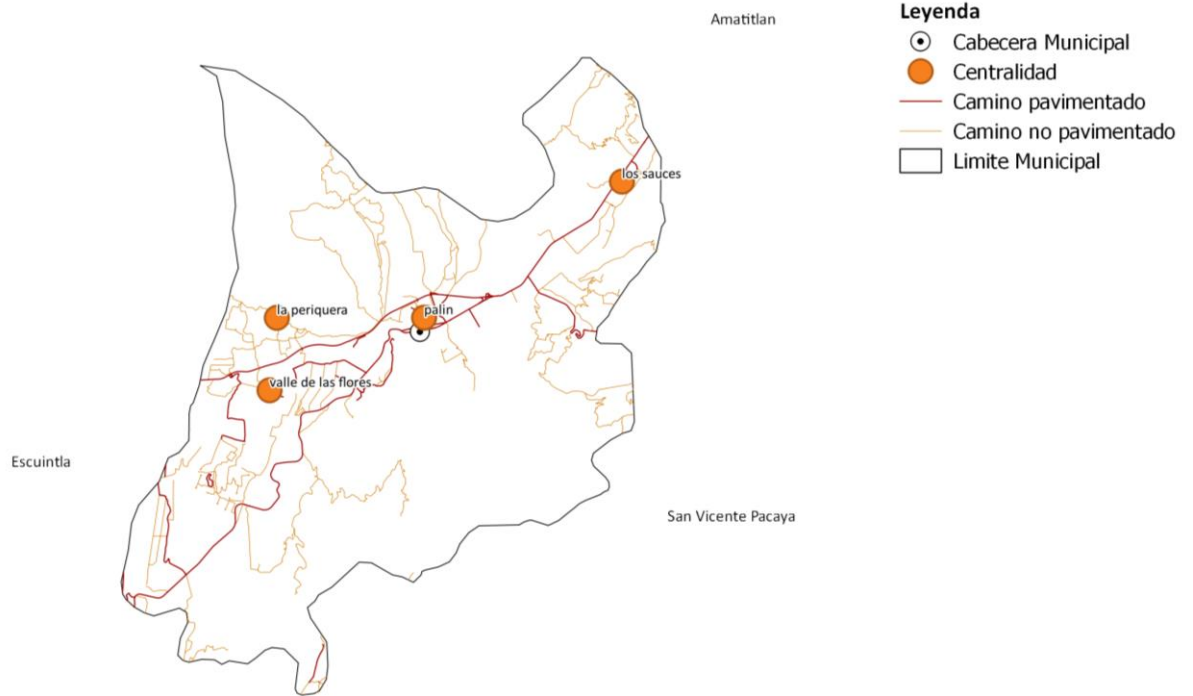 Amatitlan
Leyenda
Cabecera Municipal
Centralidad
Camino pavimentado
Camino no pavimentado
Limite Municipal
los sauces
la periquera
palin
valle de las flores
Escuintla
San Vicente Pacaya